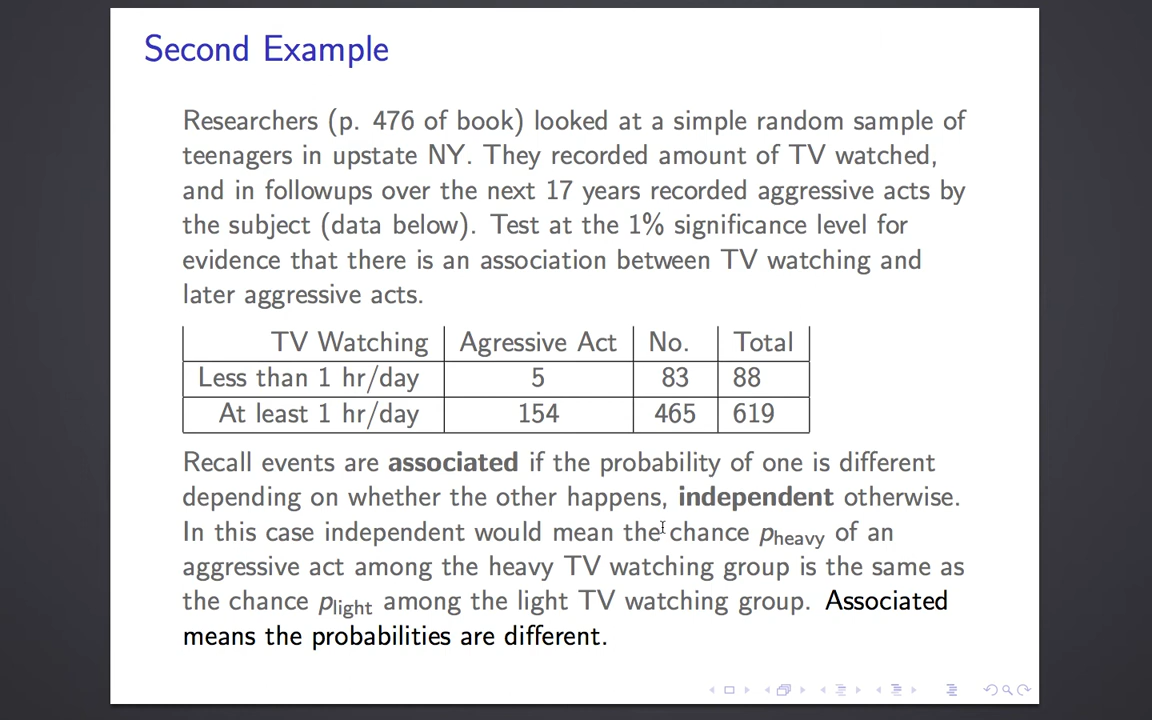 Second Example
Researchers (p. 476 of book) looked at a simple random sample of
teenagers in upstate NY. They recorded amount of TV watched,
and in followups over the next 17 years recorded aggressive acts by
the subject (data below). Test at the 1% significance level for
evidence that there is an association between TV watching and
later aggressive acts.
TV Watching Agressive Act No. Total
Less than 1 hr/day 5 83 88
At least 1 hr/day 154 465 619
Recall events are associated if the probability of one is different
depending on whether the other happens, independent otherwise.
In this case independent would mean the chance pheavy of an
aggressive act among the heavy TV watching group is the same as
the chance plight among the light TV watching group. Associated
means the probabilities are different.